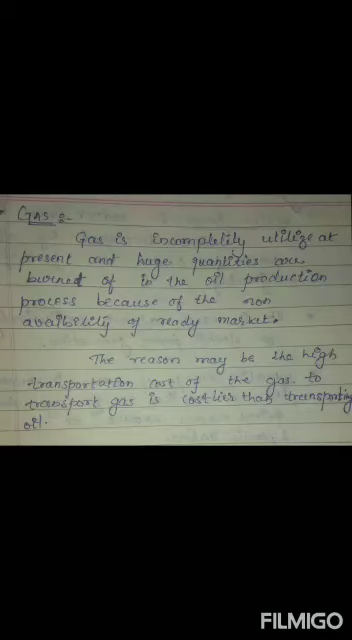 Gas :-
Gas is Incompletily utilize at
present and huge quantities are
burned of in the oil production
process because of the non
avaibility of ready market.
The reason may be the high
transportation cost of the gas. to
transport gas is costlier than transporting
oil.
FILMIGO